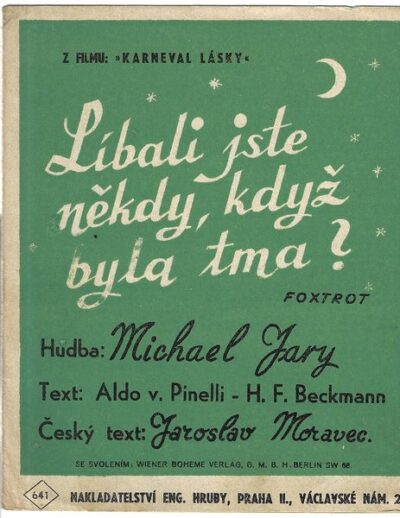 Z FILMU: »KARNEVAL LÁSKY«
Líbali jste
někdy, když
byla tma?
FOXTROT
Hudba: Michael Jary
Text: Aldo v. Pinelli - H. F. Beckmann
Český text: Jaroslav Moravec.
SE SVOLENÍM: WIENER BOHEME VERLAG, G. M. B. H. BERLIN SW 68
641 NAKLADATELSTVÍ ENG. HRUBY, PRAHA II., VÁCLAVSKÉ NÁM. 2